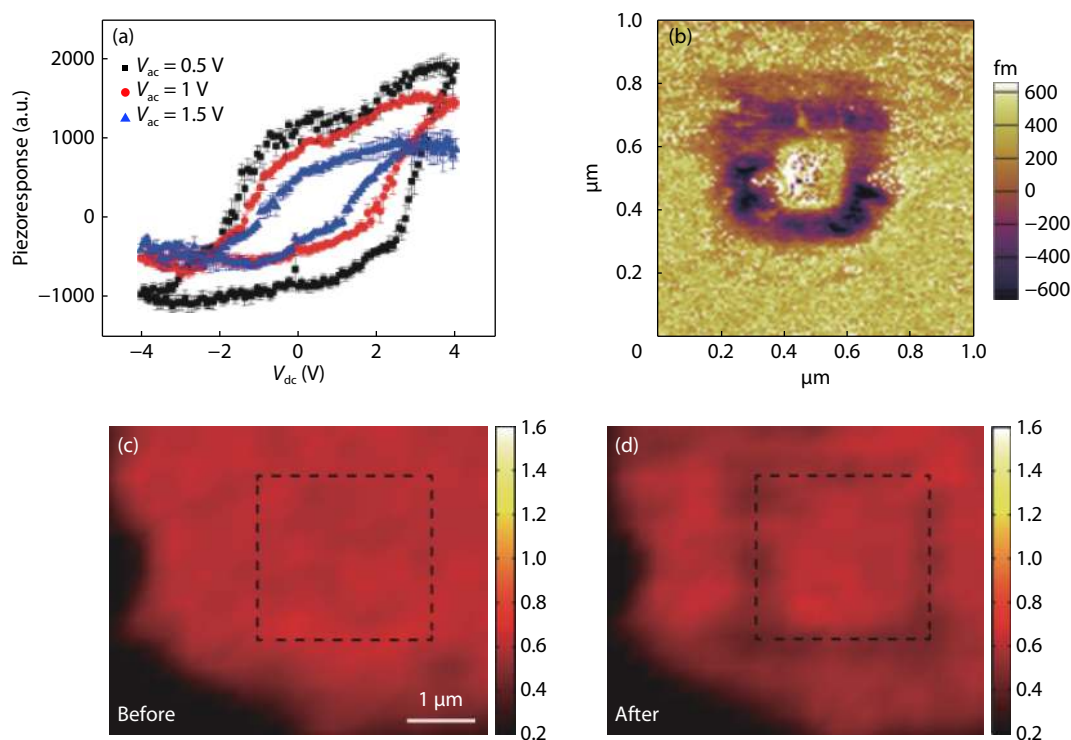 (a)
V_ac = 0.5 V
V_ac = 1 V
V_ac = 1.5 V
2000
1000
0
−1000
Piezoresponse (a.u.)
−4 −2 0 2 4
V_dc (V)
(b)
1.0
0.8
0.6
0.4
0.2
0
μm
0.2 0.4 0.6 0.8 1.0
μm
fm
600
400
200
0
−200
−400
−600
(c)
Before
1 μm
1.6
1.4
1.2
1.0
0.8
0.6
0.4
0.2
(d)
After
1.6
1.4
1.2
1.0
0.8
0.6
0.4
0.2